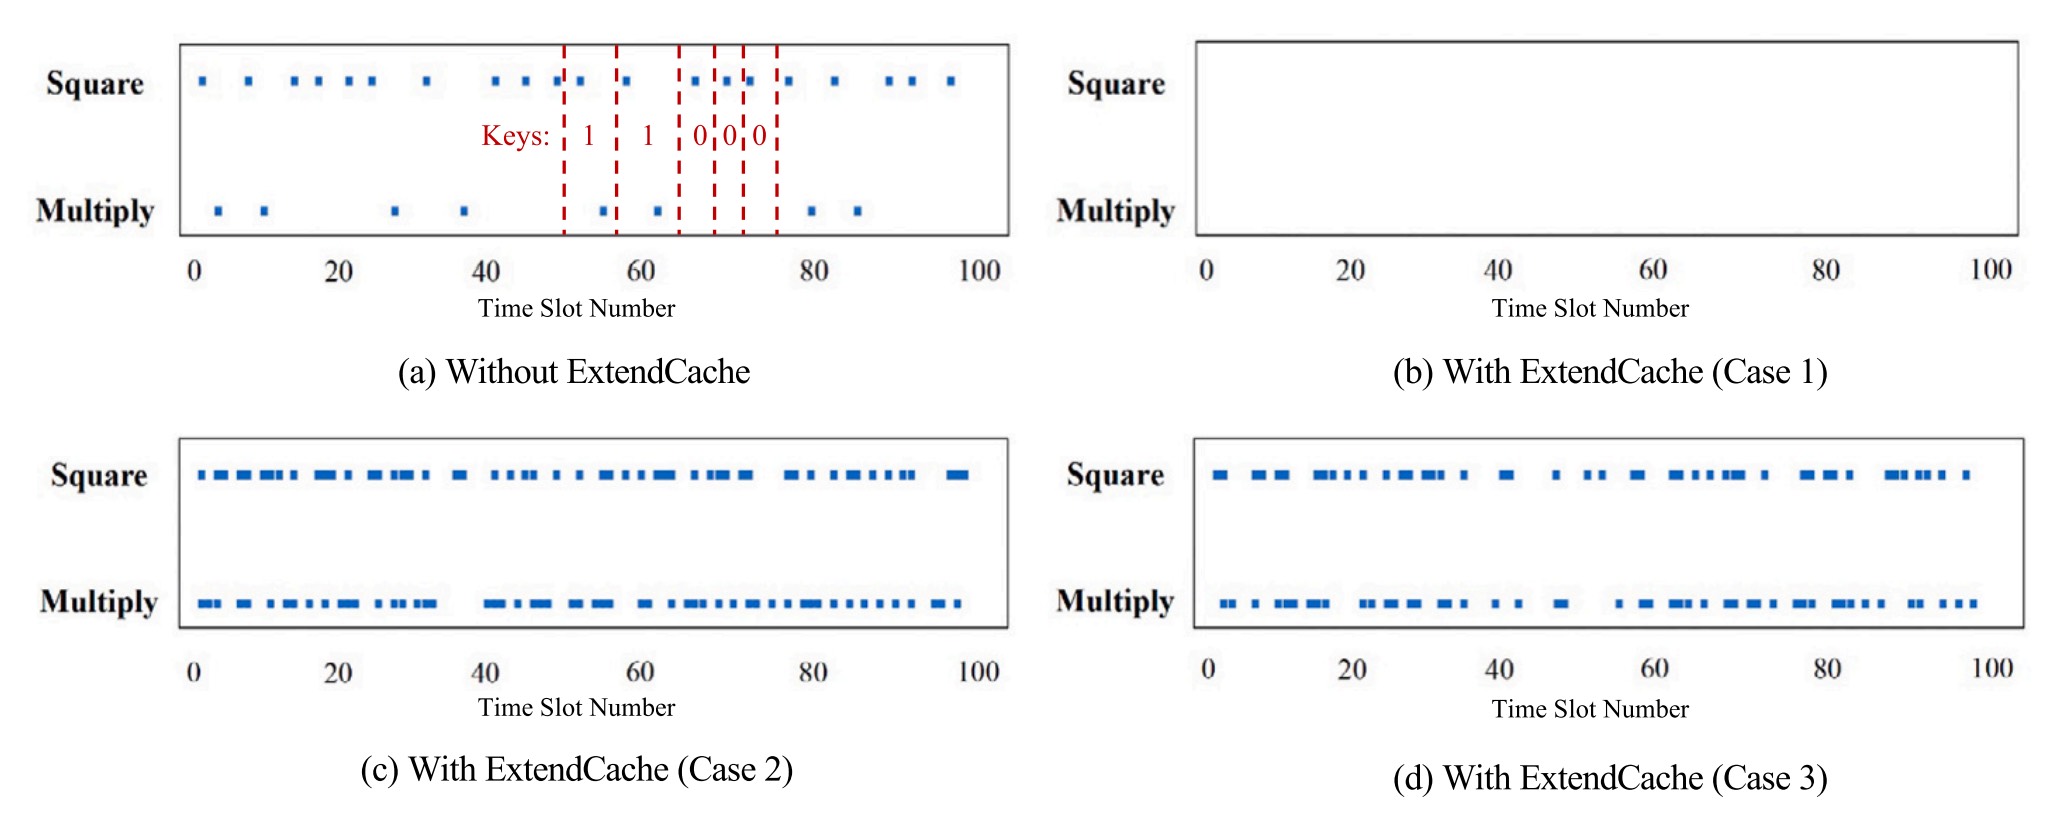 Square
Keys: 1 1 0 0 0
Multiply
0 20 40 60 80 100
Time Slot Number
(a) Without ExtendCache
Square
Multiply
0 20 40 60 80 100
Time Slot Number
(b) With ExtendCache (Case 1)
Square
Multiply
0 20 40 60 80 100
Time Slot Number
(c) With ExtendCache (Case 2)
Square
Multiply
0 20 40 60 80 100
Time Slot Number
(d) With ExtendCache (Case 3)